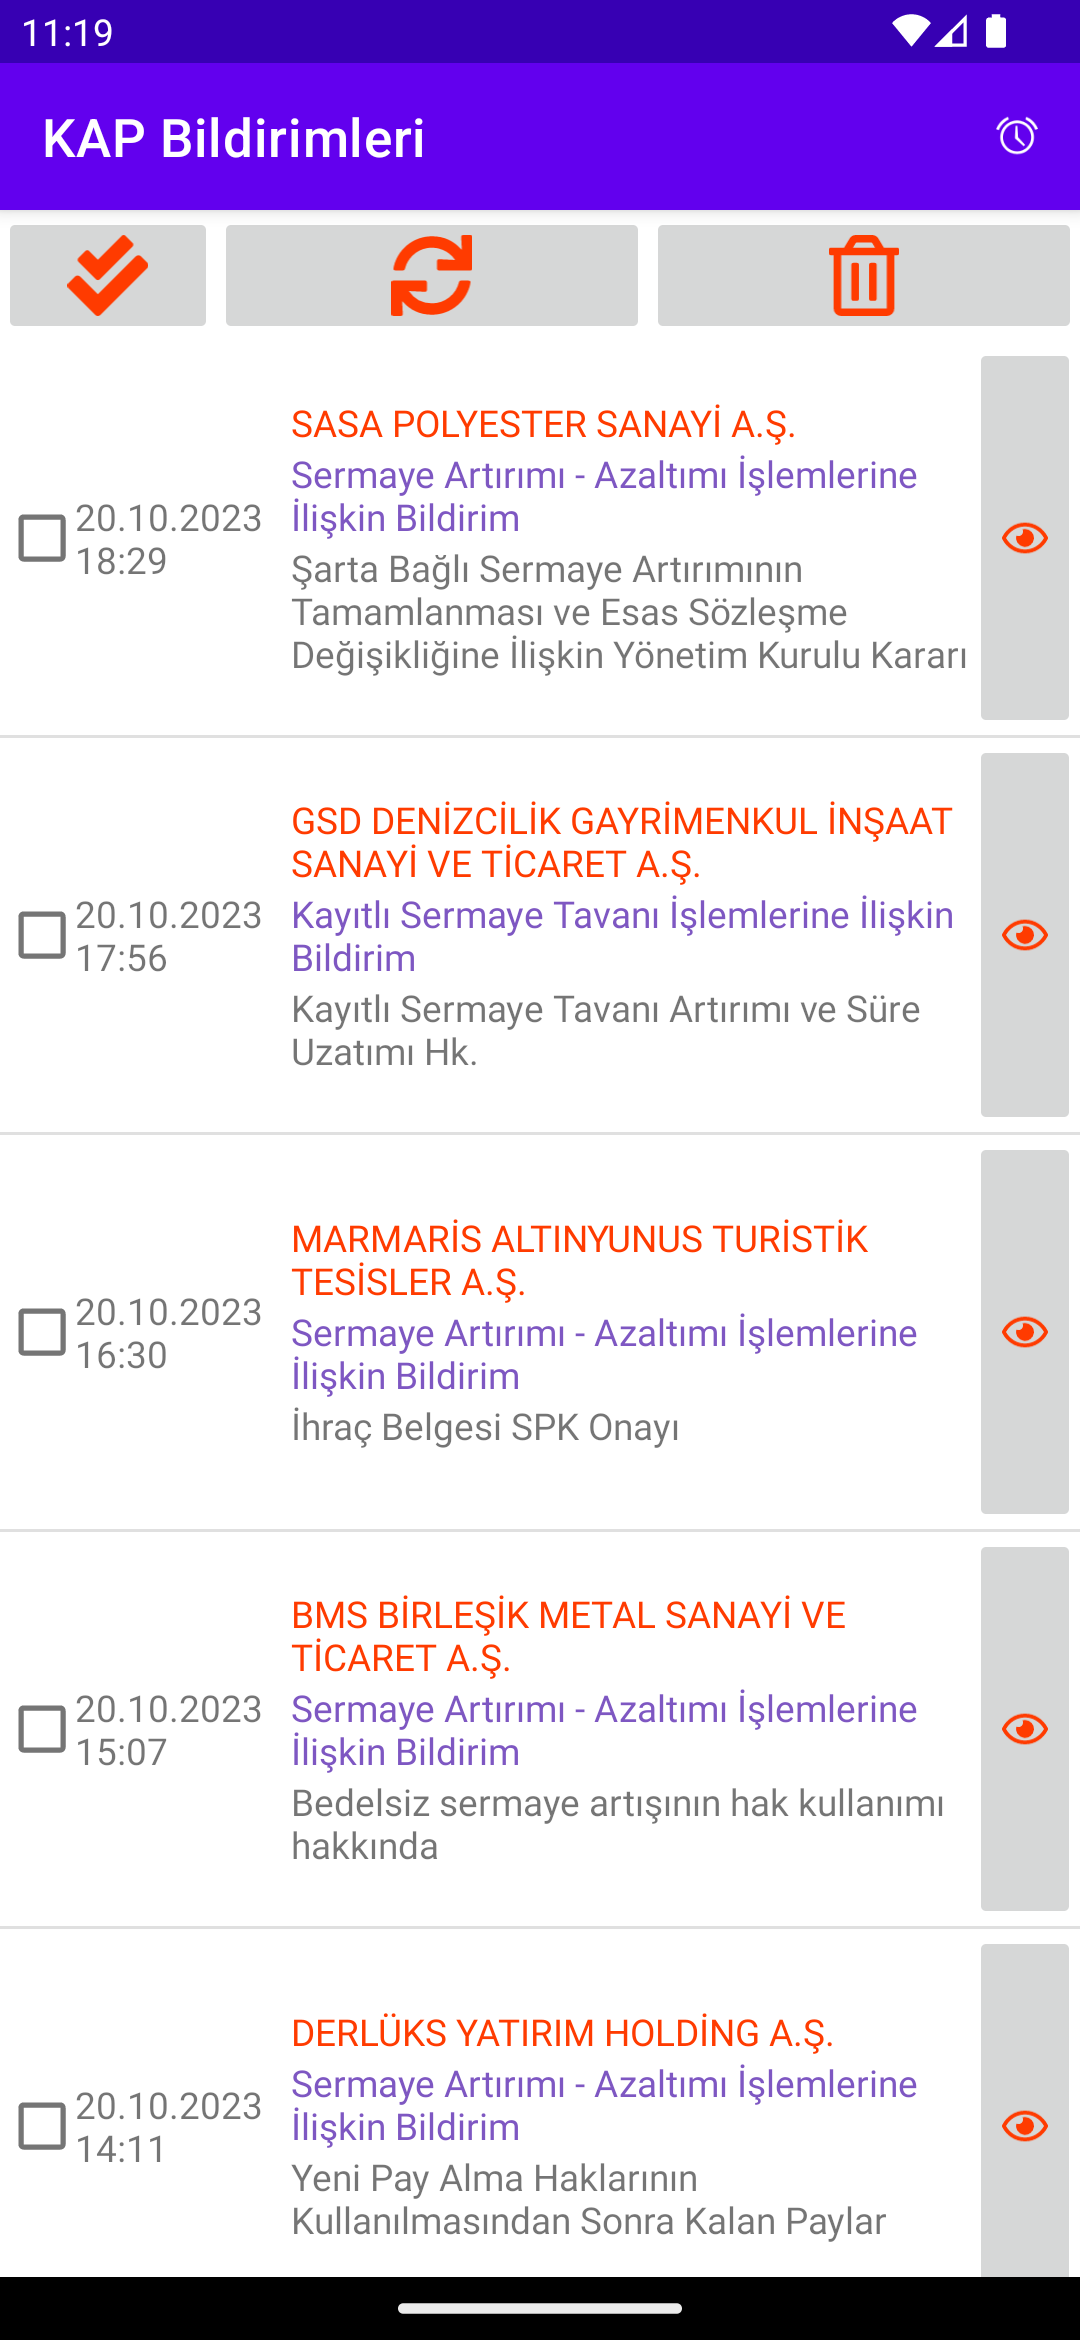 11:19
KAP Bildirimleri
SASA POLYESTER SANAYİ A.Ş.
Sermaye Artırımı - Azaltımı İşlemlerine
İlişkin Bildirim
20.10.2023
18:29
Şarta Bağlı Sermaye Artırımının
Tamamlanması ve Esas Sözleşme
Değişikliğine İlişkin Yönetim Kurulu Kararı
GSD DENİZCİLİK GAYRİMENKUL İNŞAAT
SANAYİ VE TİCARET A.Ş.
20.10.2023
17:56
Kayıtlı Sermaye Tavanı İşlemlerine İlişkin
Bildirim
Kayıtlı Sermaye Tavanı Artırımı ve Süre
Uzatımı Hk.
MARMARİS ALTINYUNUS TURİSTİK
TESİSLER A.Ş.
20.10.2023
16:30
Sermaye Artırımı - Azaltımı İşlemlerine
İlişkin Bildirim
İhraç Belgesi SPK Onayı
BMS BİRLEŞİK METAL SANAYİ VE
TİCARET A.Ş.
20.10.2023
15:07
Sermaye Artırımı - Azaltımı İşlemlerine
İlişkin Bildirim
Bedelsiz sermaye artışının hak kullanımı
hakkında
DERLÜKS YATIRIM HOLDİNG A.Ş.
20.10.2023
14:11
Sermaye Artırımı - Azaltımı İşlemlerine
İlişkin Bildirim
Yeni Pay Alma Haklarının
Kullanılmasından Sonra Kalan Paylar